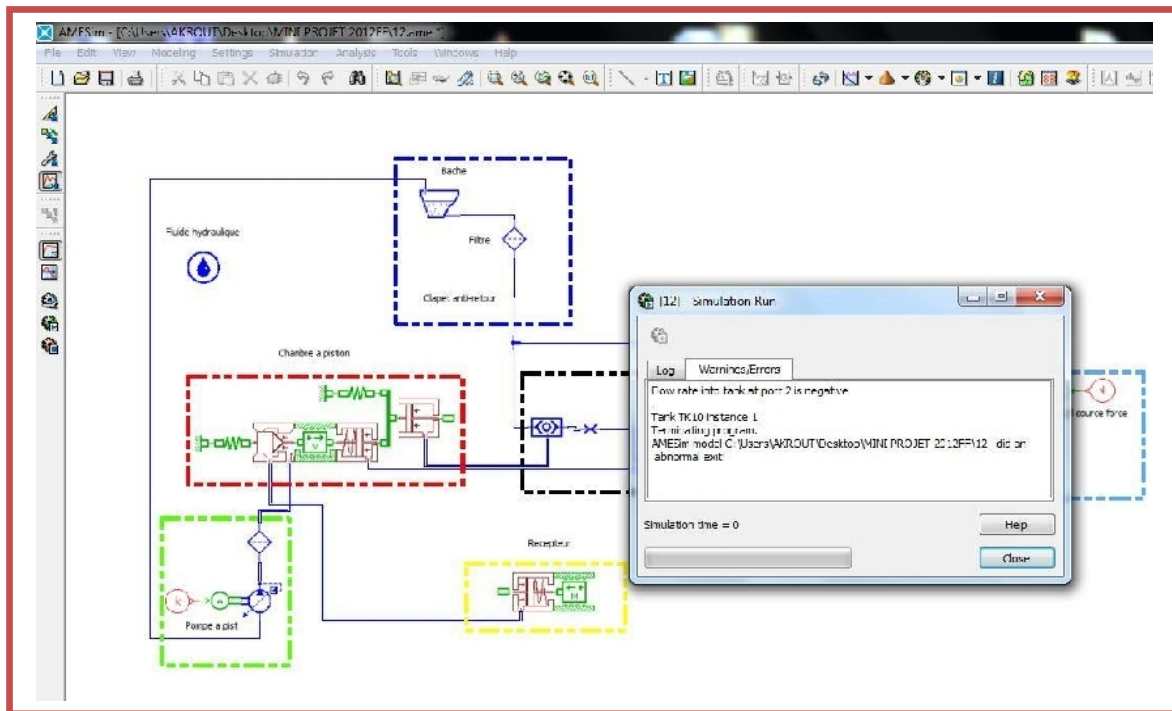 AMESim - [C:\Users\AKROUT\Desktop\MINI PROJET 2012FF\12.ame *]
File Edit View Modeling Settings Simulation Analysis Tools Windows Help
Bache
Fluide hydraulique
Filtre
Clapet anti-retour
Chambre a piston
[12] - Simulation Run
Log Warnings/Errors
Flow rate into tank at port 2 is negative
Tank TK10 instance 1
Terminating program.
AMESim model C:\Users\AKROUT\Desktop\MINI PROJET 2012FF\12 did an
abnormal exit
source force
Simulation time = 0
Help
Close
Recepteur
Pompe a pist